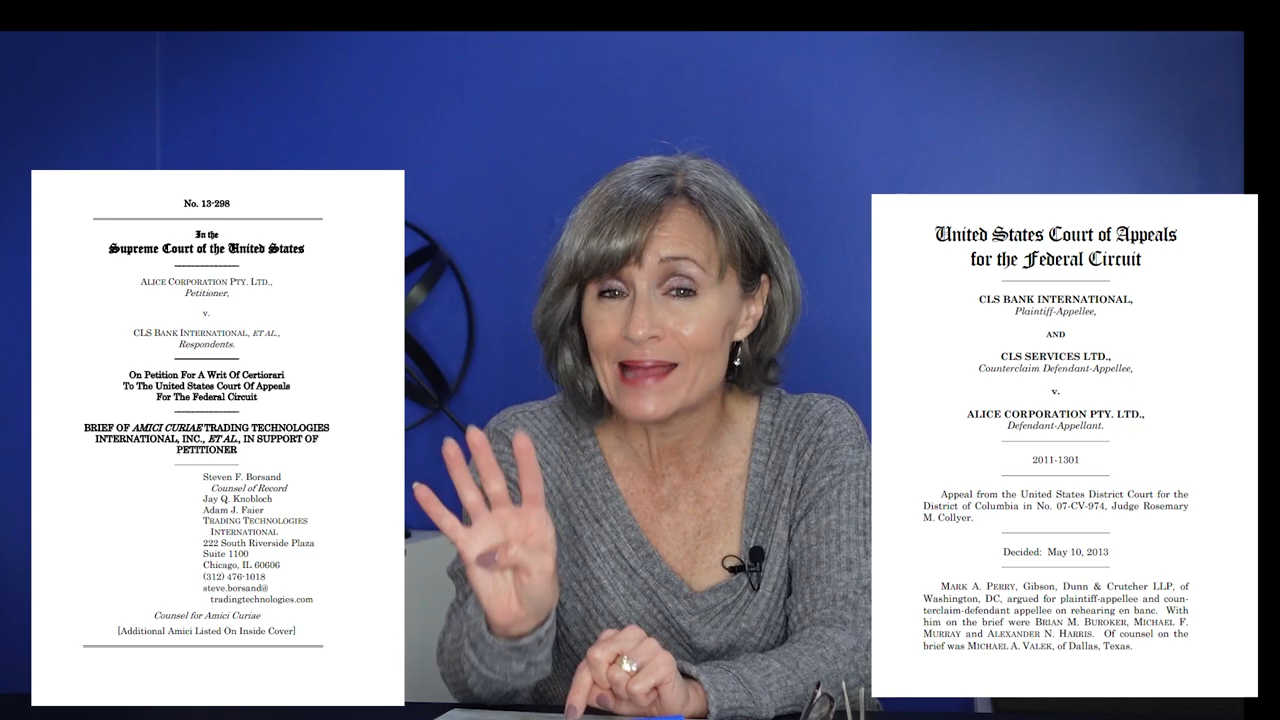 No. 13-298
In the
Supreme Court of the United States
ALICE CORPORATION PTY. LTD.,
Petitioner,
v.
CLS BANK INTERNATIONAL, ET AL.,
Respondents.
On Petition For A Writ Of Certiorari
To The United States Court Of Appeals
For The Federal Circuit
BRIEF OF AMICI CURIAE TRADING TECHNOLOGIES
INTERNATIONAL, INC., ET AL., IN SUPPORT OF
PETITIONER
Steven F. Borsand
Counsel of Record
Jay Q. Knobloch
Adam J. Faier
TRADING TECHNOLOGIES
INTERNATIONAL
222 South Riverside Plaza
Suite 1100
Chicago, IL 60606
(312) 476-1018
steve.borsand@
tradingtechnologies.com
Counsel for Amici Curiae
[Additional Amici Listed On Inside Cover]
United States Court of Appeals
for the Federal Circuit
CLS BANK INTERNATIONAL,
Plaintiff-Appellee,
AND
CLS SERVICES LTD.,
Counterclaim Defendant-Appellee,
v.
ALICE CORPORATION PTY. LTD.,
Defendant-Appellant.
2011-1301
Appeal from the United States District Court for the
District of Columbia in No. 07-CV-974, Judge Rosemary
M. Collyer.
Decided: May 10, 2013
MARK A. PERRY, Gibson, Dunn & Crutcher LLP, of
Washington, DC, argued for plaintiff-appellee and coun-
terclaim-defendant appellee on rehearing en banc. With
him on the brief were BRIAN M. BUROKER, MICHAEL F.
MURRAY and ALEXANDER N. HARRIS. Of counsel on the
brief was MICHAEL A. VALEK, of Dallas, Texas.